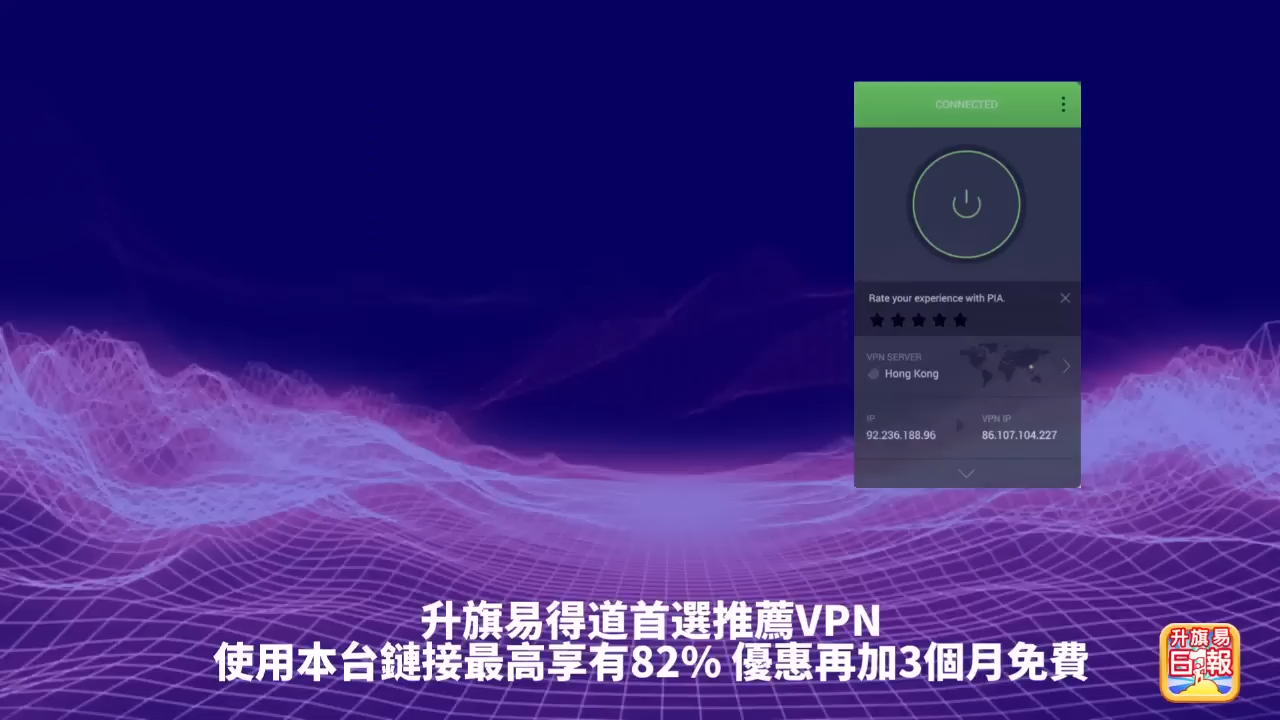 CONNECTED
Rate your experience with PIA.
VPN SERVER
Hong Kong
IP
VPN IP
92.236.188.96
86.107.104.227
升旗易得道首選推薦VPN
使用本台鏈接最高享有82% 優惠再加3個月免費
升旗易
日報